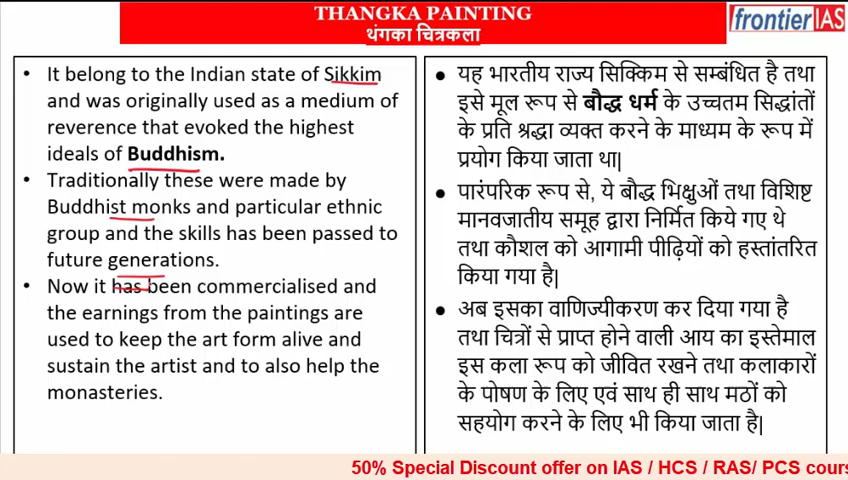 THANGKA PAINTING
थंगका चित्रकला
frontierIAS
• It belong to the Indian state of Sikkim
and was originally used as a medium of
reverence that evoked the highest
ideals of Buddhism.
• Traditionally these were made by
Buddhist monks and particular ethnic
group and the skills has been passed to
future generations.
• Now it has been commercialised and
the earnings from the paintings are
used to keep the art form alive and
sustain the artist and to also help the
monasteries.
• यह भारतीय राज्य सिक्किम से सम्बंधित है तथा
इसे मूल रूप से बौद्ध धर्म के उच्चतम सिद्धांतों
के प्रति श्रद्धा व्यक्त करने के माध्यम के रूप में
प्रयोग किया जाता था|
• पारंपरिक रूप से, ये बौद्ध भिक्षुओं तथा विशिष्ट
मानवजातीय समूह द्वारा निर्मित किये गए थे
तथा कौशल को आगामी पीढ़ियों को हस्तांतरित
किया गया है|
• अब इसका वाणिज्यीकरण कर दिया गया है
तथा चित्रों से प्राप्त होने वाली आय का इस्तेमाल
इस कला रूप को जीवित रखने तथा कलाकारों
के पोषण के लिए एवं साथ ही साथ मठों को
सहयोग करने के लिए भी किया जाता है|
50% Special Discount offer on IAS / HCS / RAS/ PCS cours